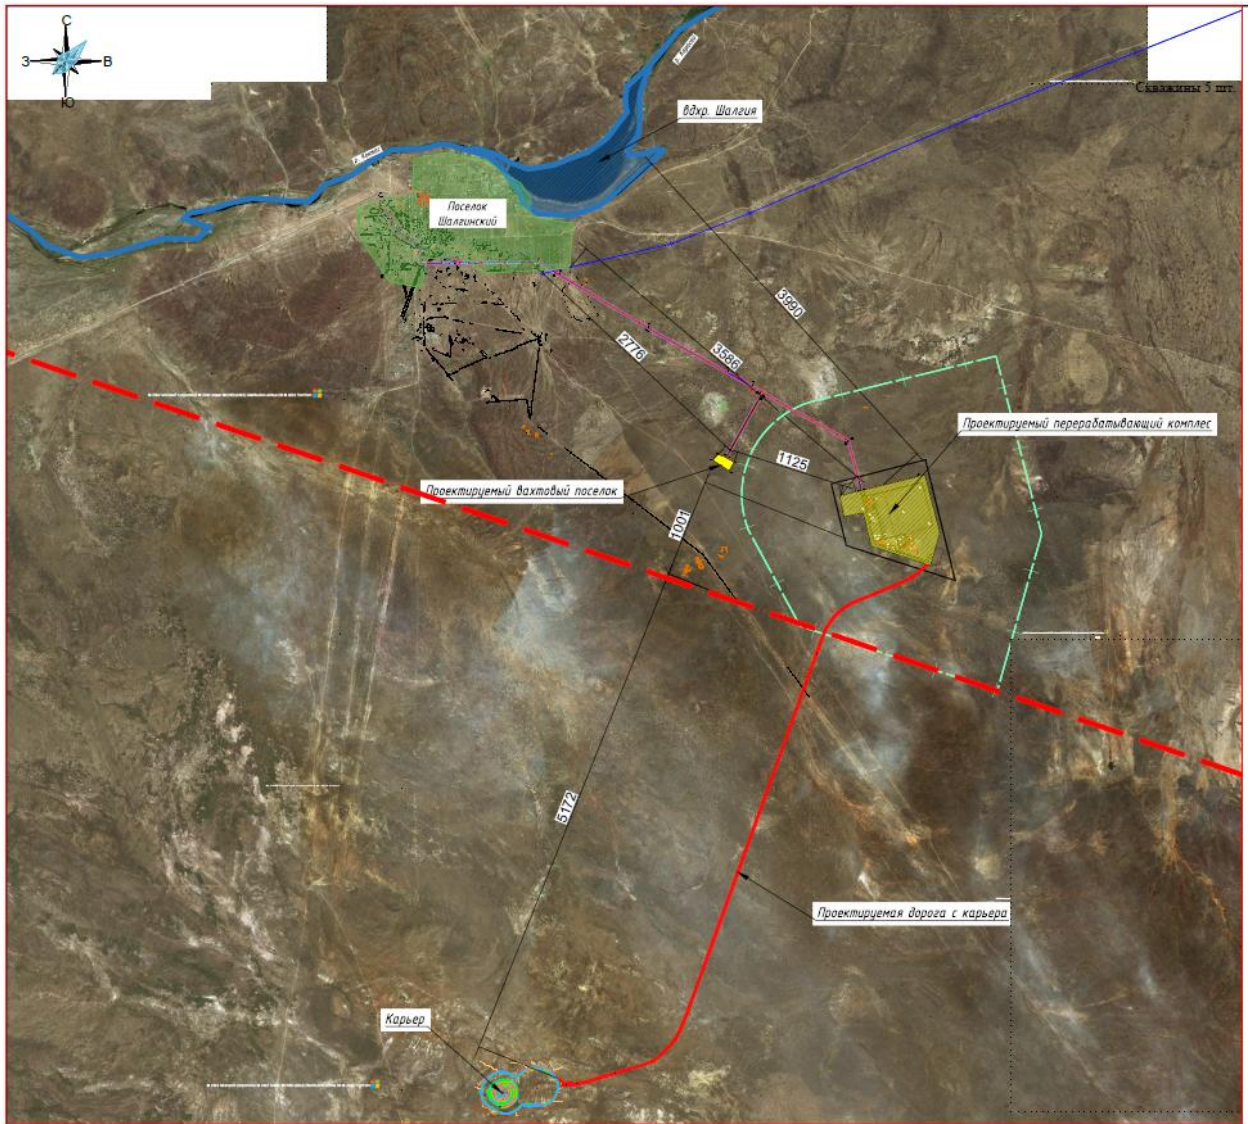 С
З
В
Ю
Скважины 5 шт.
вдхр. Шалгия
Поселок
Шалгинский
3990
2776
3586
Проектируемый перерабатывающий комплес
1125
Проектируемый вахтовый поселок
1001
5172
Проектируемая дорога с карьера
Карьер